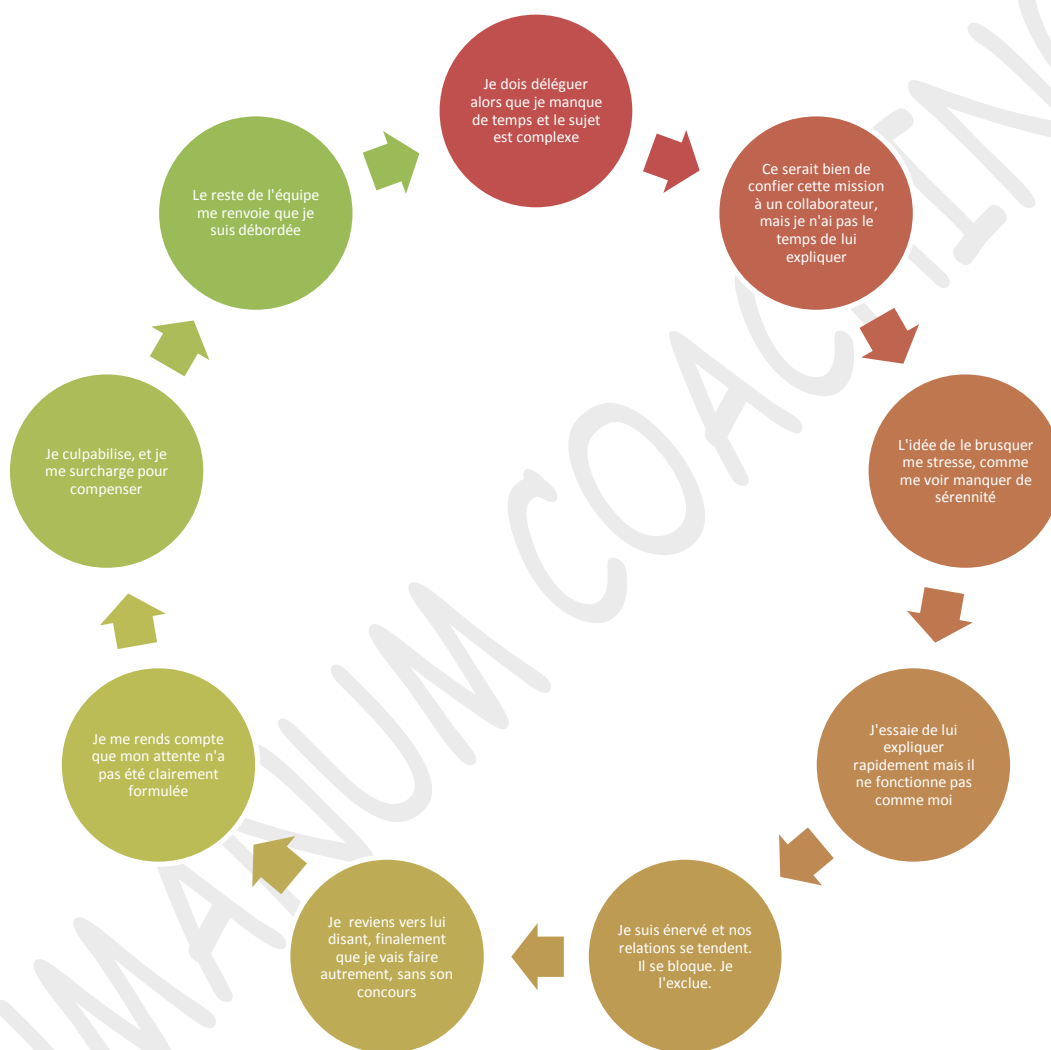 Je dois déléguer
alors que je manque
de temps et le sujet
est complexe
Ce serait bien de
confier cette mission
à un collaborateur,
mais je n'ai pas le
temps de lui
expliquer
L'idée de le brusquer
me stresse, comme
me voir manquer de
sérennité
J'essaie de lui
expliquer
rapidement mais il
ne fonctionne pas
comme moi
Je suis énervé et nos
relations se tendent.
Il se bloque. Je
l'exclue.
Je reviens vers lui
disant, finalement
que je vais faire
autrement, sans son
concours
Je me rends compte
que mon attente n'a
pas été clairement
formulée
Je culpabilise, et je
me surcharge pour
compenser
Le reste de l'équipe
me renvoie que je
suis débordée